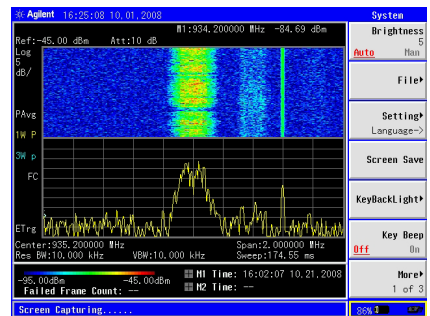 Agilent 16:25:08 10.01.2008
System
M1:934.200000 MHz -84.69 dBm
Ref:-45.00 dBm Att:10 dB
Log
5
dB/
PAvg
1W P
3W p
FC
ETrg
Center:935.200000 MHz Span:2.000000 MHz
Res BW:10.000 kHz VBW:10.000 kHz Sweep:174.55 ms
-95.00dBm -45.00dBm
Failed Frame Count: --
M1 Time: 16:02:07 10.21.2008
M2 Time: --
Screen Capturing......
Brightness
5
Auto Man
File
Setting
Language->
Screen Save
KeyBackLight
Key Beep
Off On
More
1 of 3
86%